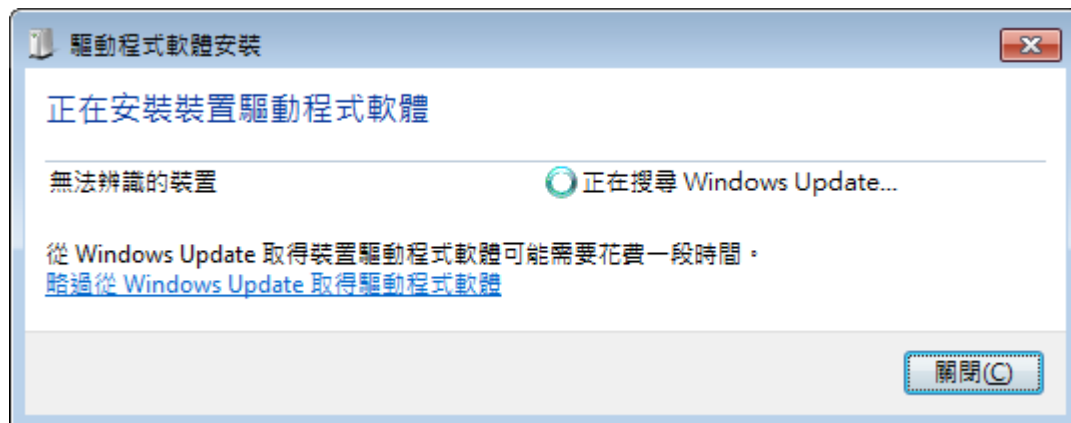 驅動程式軟體安裝
正在安裝裝置驅動程式軟體
無法辨識的裝置 正在搜尋 Windows Update...
從 Windows Update 取得裝置驅動程式軟體可能需要花費一段時間。
略過從 Windows Update 取得驅動程式軟體
關閉(C)